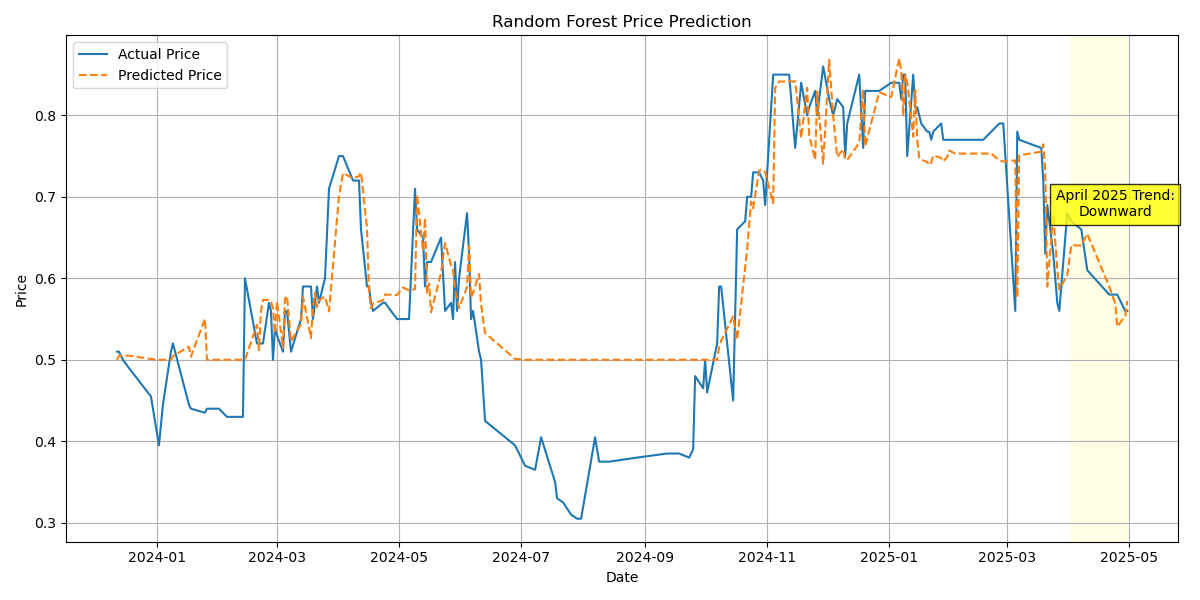 Random Forest Price Prediction
Actual Price
Predicted Price
April 2025 Trend:
Downward
Price
0.8
0.7
0.6
0.5
0.4
0.3
2024-01 2024-03 2024-05 2024-07 2024-09 2024-11 2025-01 2025-03 2025-05
Date